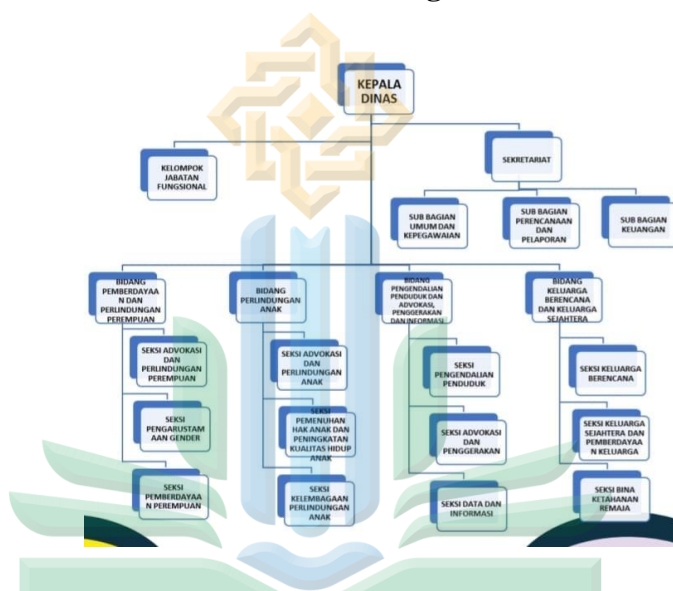 KEPALA
DINAS
KELOMPOK
JABATAN
FUNGSIONAL
SEKRETARIAT
SUB BAGIAN
UMUM DAN
KEPEGAWAIAN
SUB BAGIAN
PERENCANAAN
DAN
PELAPORAN
SUB BAGIAN
KEUANGAN
BIDANG
PEMBERDAYAA
N DAN
PERLINDUNGAN
PEREMPUAN
BIDANG
PERLINDUNGAN
ANAK
BIDANG
PENGENDALIAN
PENDUDUK DAN
ADVOKASI,
PENGGERAKAN
DAN INFORMASI
BIDANG
KELUARGA
BERENCANA
DAN KELUARGA
SEJAHTERA
SEKSI ADVOKASI
DAN
PERLINDUNGAN
PEREMPUAN
SEKSI
PENGARUSTAM
AAN GENDER
SEKSI
PEMBERDAYAA
N PEREMPUAN
SEKSI ADVOKASI
DAN
PERLINDUNGAN
ANAK
SEKSI
PEMENUHAN
HAK ANAK DAN
PENINGKATAN
KUALITAS HIDUP
ANAK
SEKSI
KELEMBAGAAN
PERLINDUNGAN
ANAK
SEKSI
PENGENDALIAN
PENDUDUK
SEKSI ADVOKASI
DAN
PENGGERAKAN
SEKSI DATA DAN
INFORMASI
SEKSI KELUARGA
BERENCANA
SEKSI KELUARGA
SEJAHTERA DAN
PEMBERDAYAA
N KELUARGA
SEKSI BINA
KETAHANAN
REMAJA